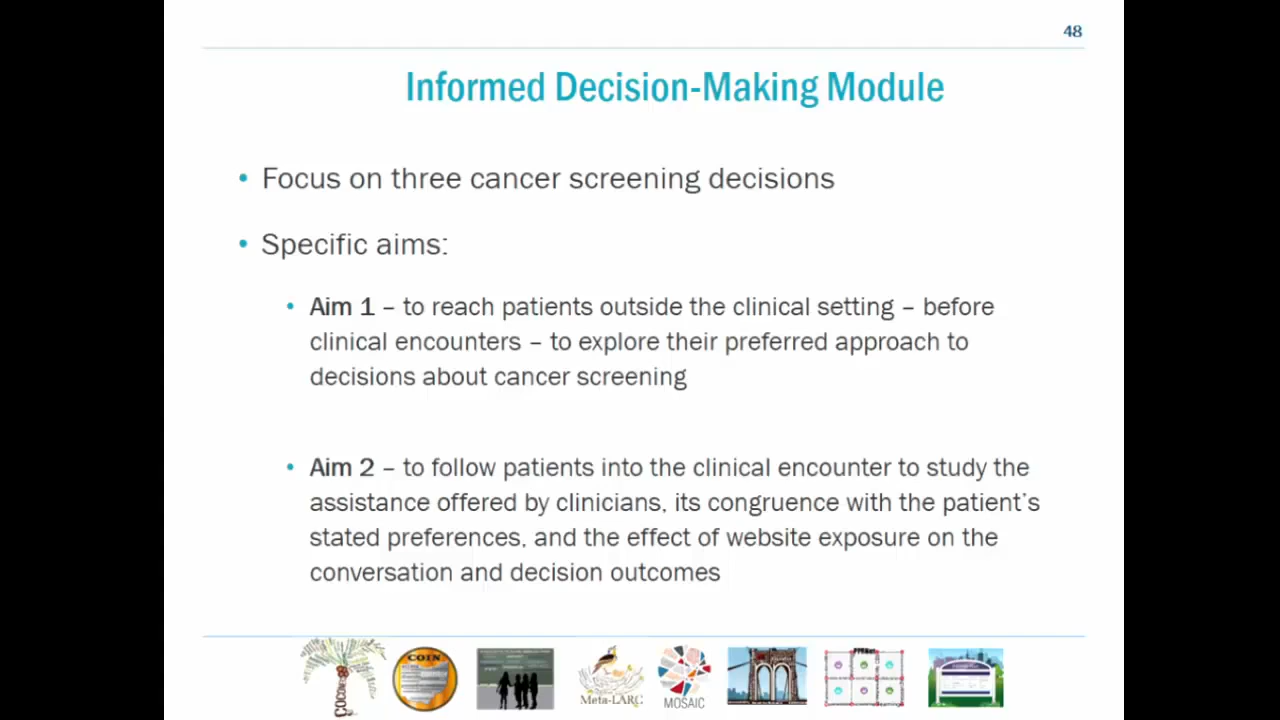 48
Informed Decision-Making Module
• Focus on three cancer screening decisions
• Specific aims:
• Aim 1 – to reach patients outside the clinical setting – before
clinical encounters – to explore their preferred approach to
decisions about cancer screening
• Aim 2 – to follow patients into the clinical encounter to study the
assistance offered by clinicians, its congruence with the patient’s
stated preferences, and the effect of website exposure on the
conversation and decision outcomes
COIN
Meta-LARC
MOSAIC
PPRNet